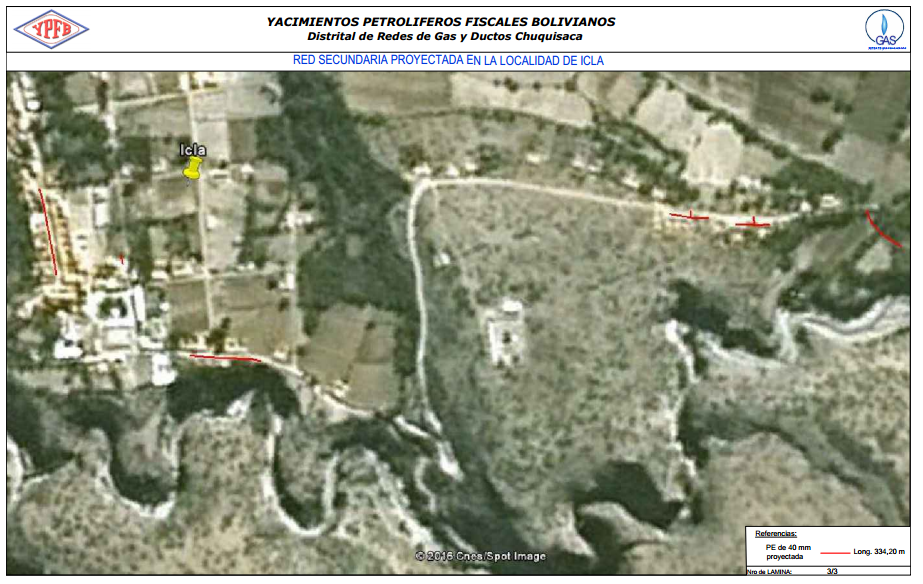 YPFB
YACIMIENTOS PETROLIFEROS FISCALES BOLIVIANOS
Distrital de Redes de Gas y Ductos Chuquisaca
GAS
RED SECUNDARIA PROYECTADA EN LA LOCALIDAD DE ICLA
Icla
© 2016 Cnes/Spot Image
Referencias:
PE de 40 mm
proyectada
Long. 334,20 m
Nro de LAMINA: 3/3